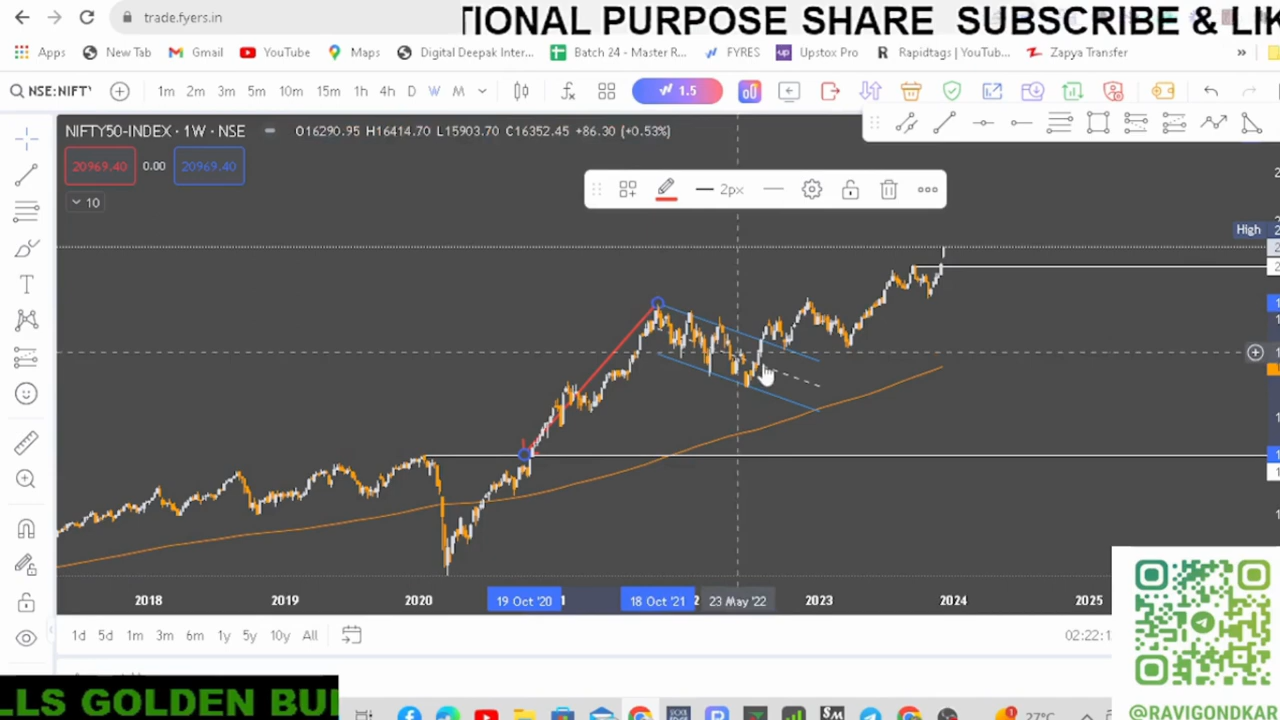 trade.fyers.in
TIONAL PURPOSE SHARE SUBSCRIBE & LIK
Apps New Tab Gmail YouTube Maps Digital Deepak Inter... Batch 24 - Master R... FYRES Upstox Pro Rapidtags | YouTub... Zapya Transfer »
NSE:NIFTY 1m 2m 3m 5m 10m 15m 1h 4h D W M 1.5
NIFTY50-INDEX · 1W · NSE O16290.95 H16414.70 L15903.70 C16352.45 +86.30 (+0.53%)
20969.40 0.00 20969.40
2px
10
High
2018 2019 2020 19 Oct '20 18 Oct '21 23 May '22 2023 2024 2025
1d 5d 1m 3m 6m 1y 5y 10y All
02:22:1
LLS GOLDEN BU
27°C
@RAVIGONDKAR